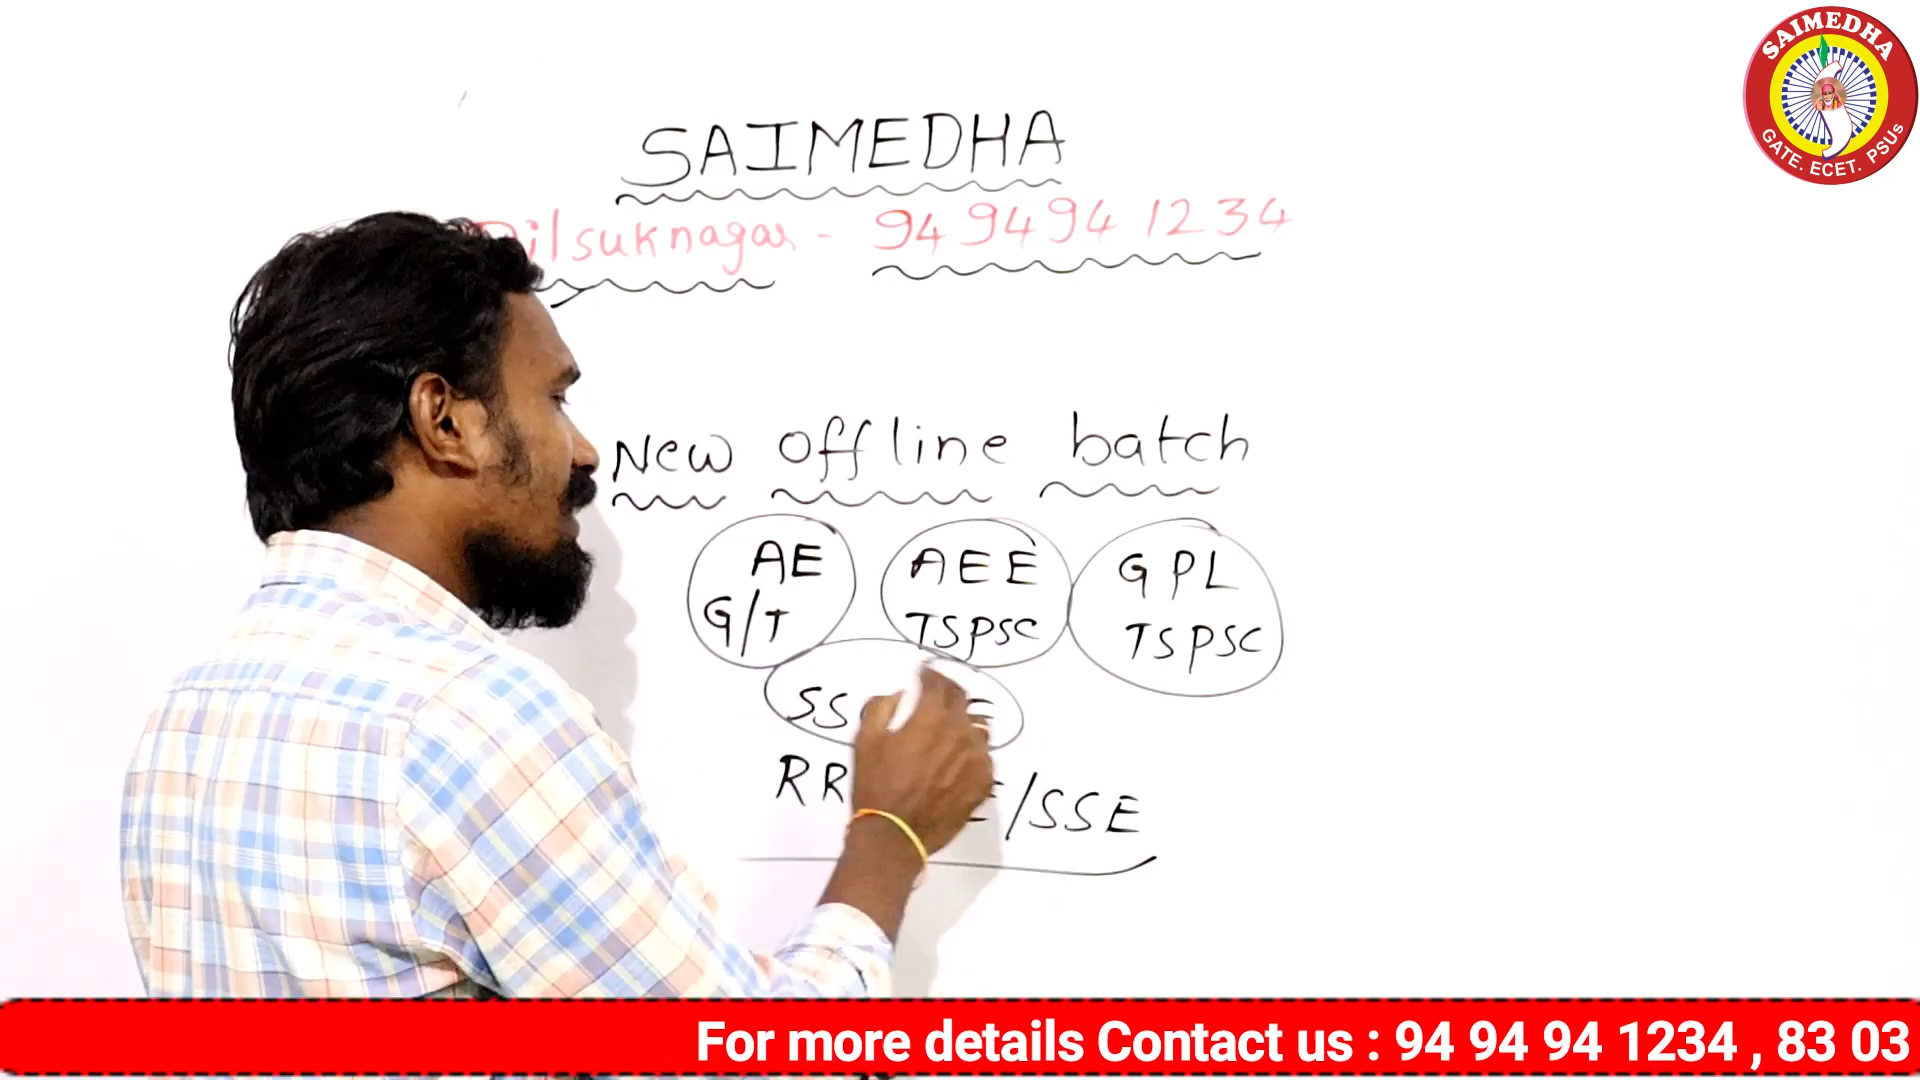 SAIMEDHA
GATE. ECET. PSUs
SAIMEDHA
Dilsuknagar - 94 94 94 1234
New offline batch
AE
G/T
AEE
TSPSC
GPL
TSPSC
SS
RR /SSE
For more details Contact us : 94 94 94 1234 , 83 03